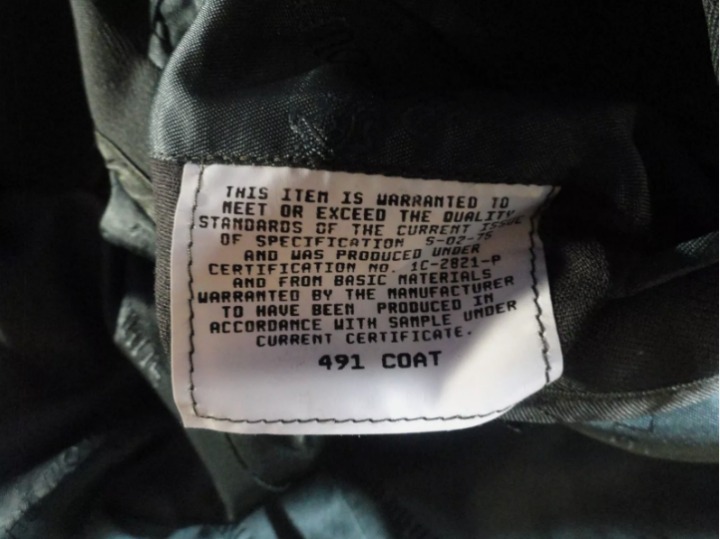 THIS ITEM IS WARRANTED TO
MEET OR EXCEED THE QUALITY
STANDARDS OF THE CURRENT ISSUE
OF SPECIFICATION S-02-75
AND WAS PRODUCED UNDER
CERTIFICATION NO. 1C-2821-P
AND FROM BASIC MATERIALS
WARRANTED BY THE MANUFACTURER
TO HAVE BEEN PRODUCED IN
ACCORDANCE WITH SAMPLE UNDER
CURRENT CERTIFICATE.
491 COAT